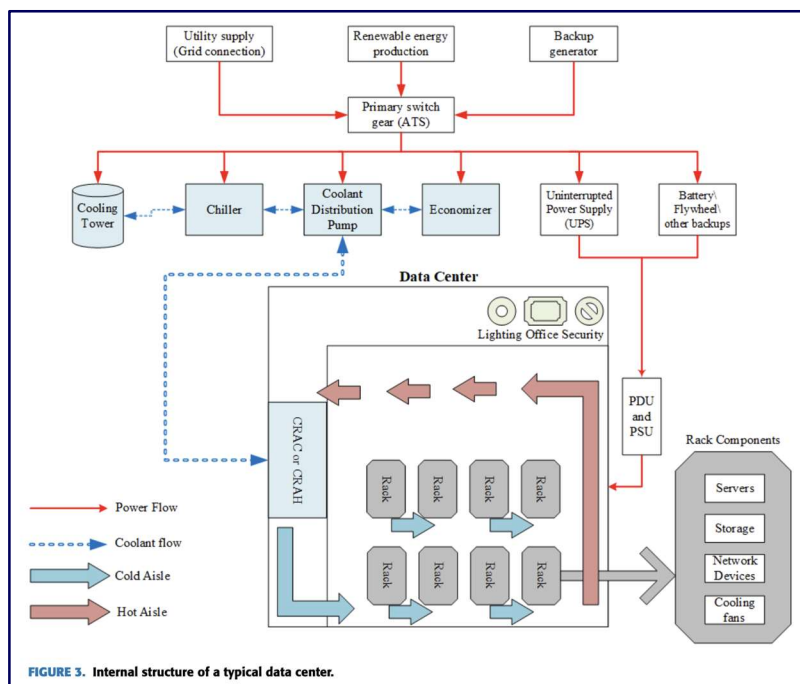 Utility supply
(Grid connection)
Renewable energy
production
Backup
generator
Primary switch
gear (ATS)
Cooling
Tower
Chiller
Coolant
Distribution
Pump
Economizer
Uninterrupted
Power Supply
(UPS)
Battery\
Flywheel\
other backups
Data Center
Lighting Office Security
PDU
and
PSU
CRAC or CRAH
Rack Components
Rack
Rack
Rack
Rack
Servers
Storage
Network
Devices
Cooling
fans
Rack
Rack
Rack
Rack
Power Flow
Coolant flow
Cold Aisle
Hot Aisle
FIGURE 3. Internal structure of a typical data center.